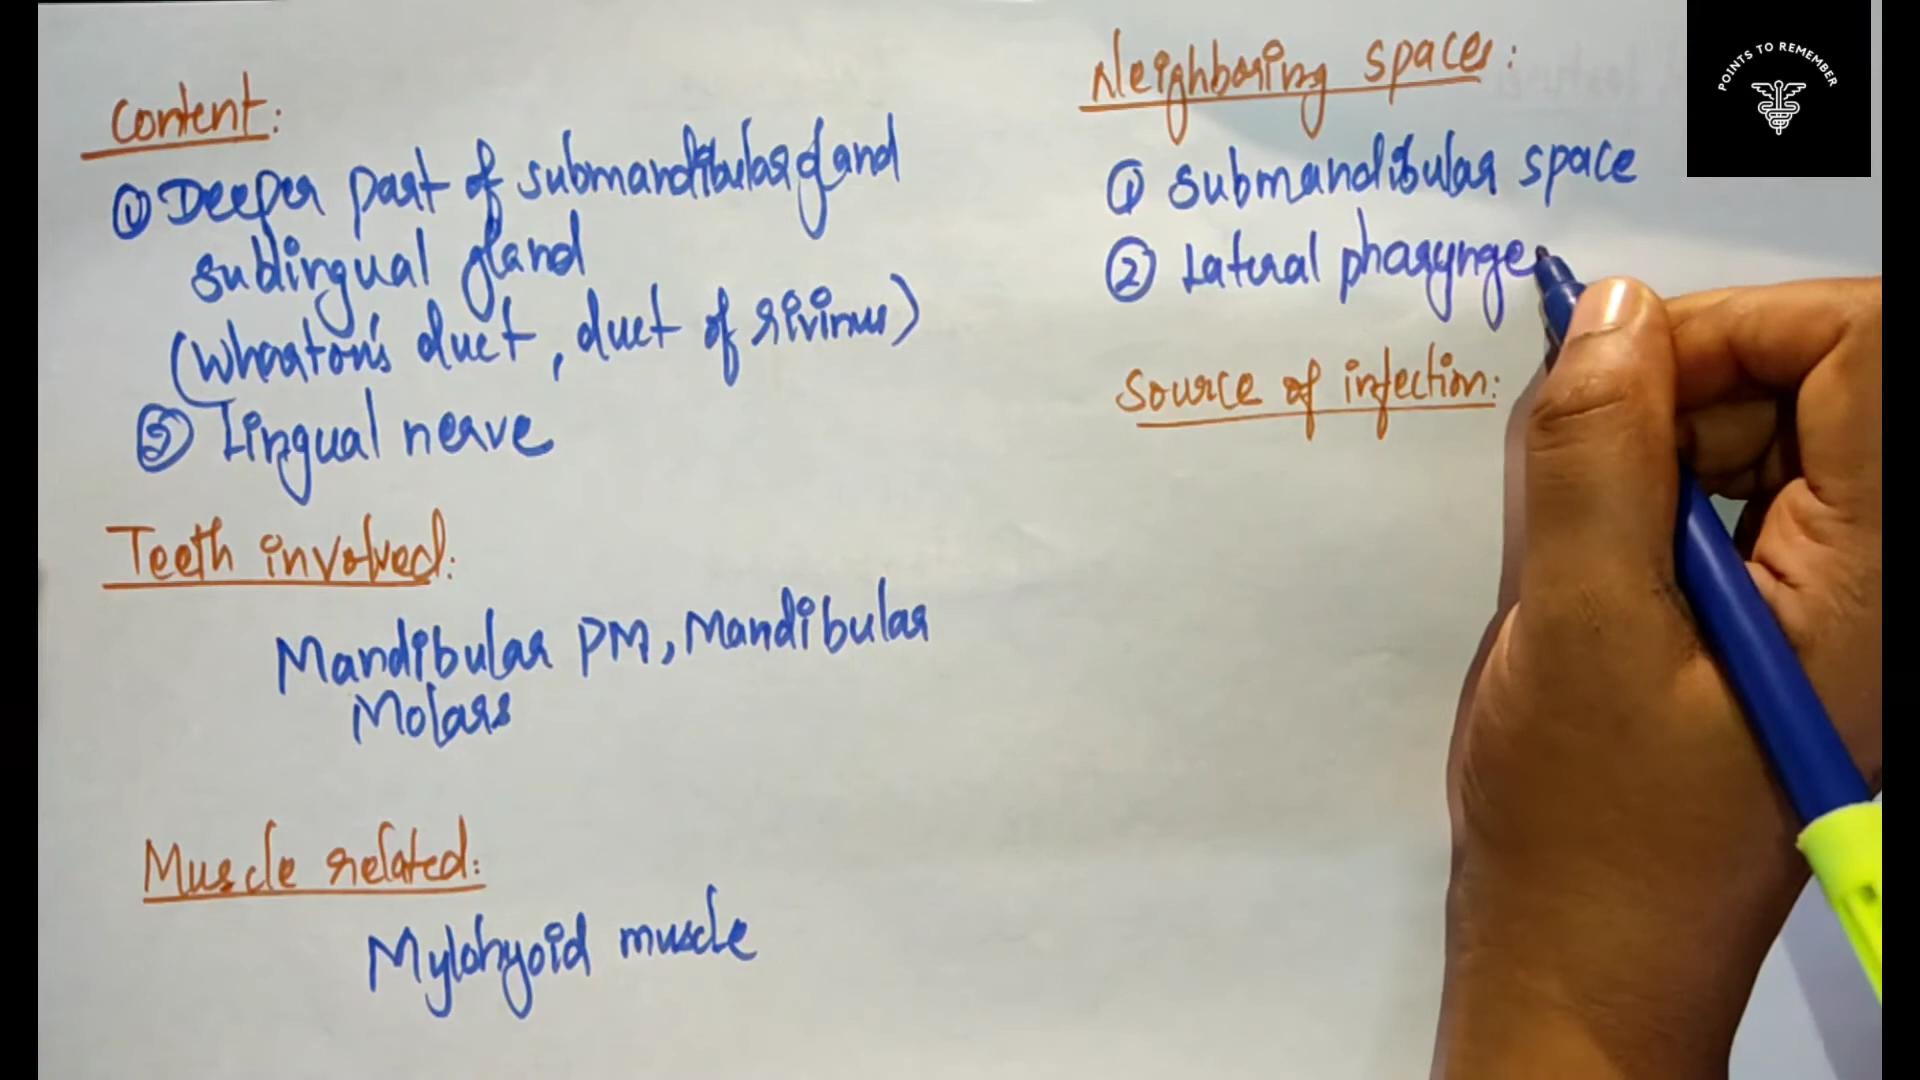 Content:
① Deeper part of submandibular gland
sublingual gland
(Wharton's duct, duct of rivinus)
③ Lingual nerve
Teeth involved:
Mandibular PM, Mandibular
Molars
Muscle related:
Mylohyoid muscle
Neighboring spaces:
① submandibular space
② Lateral pharynge
Source of infection:
POINTS TO REMEMBER